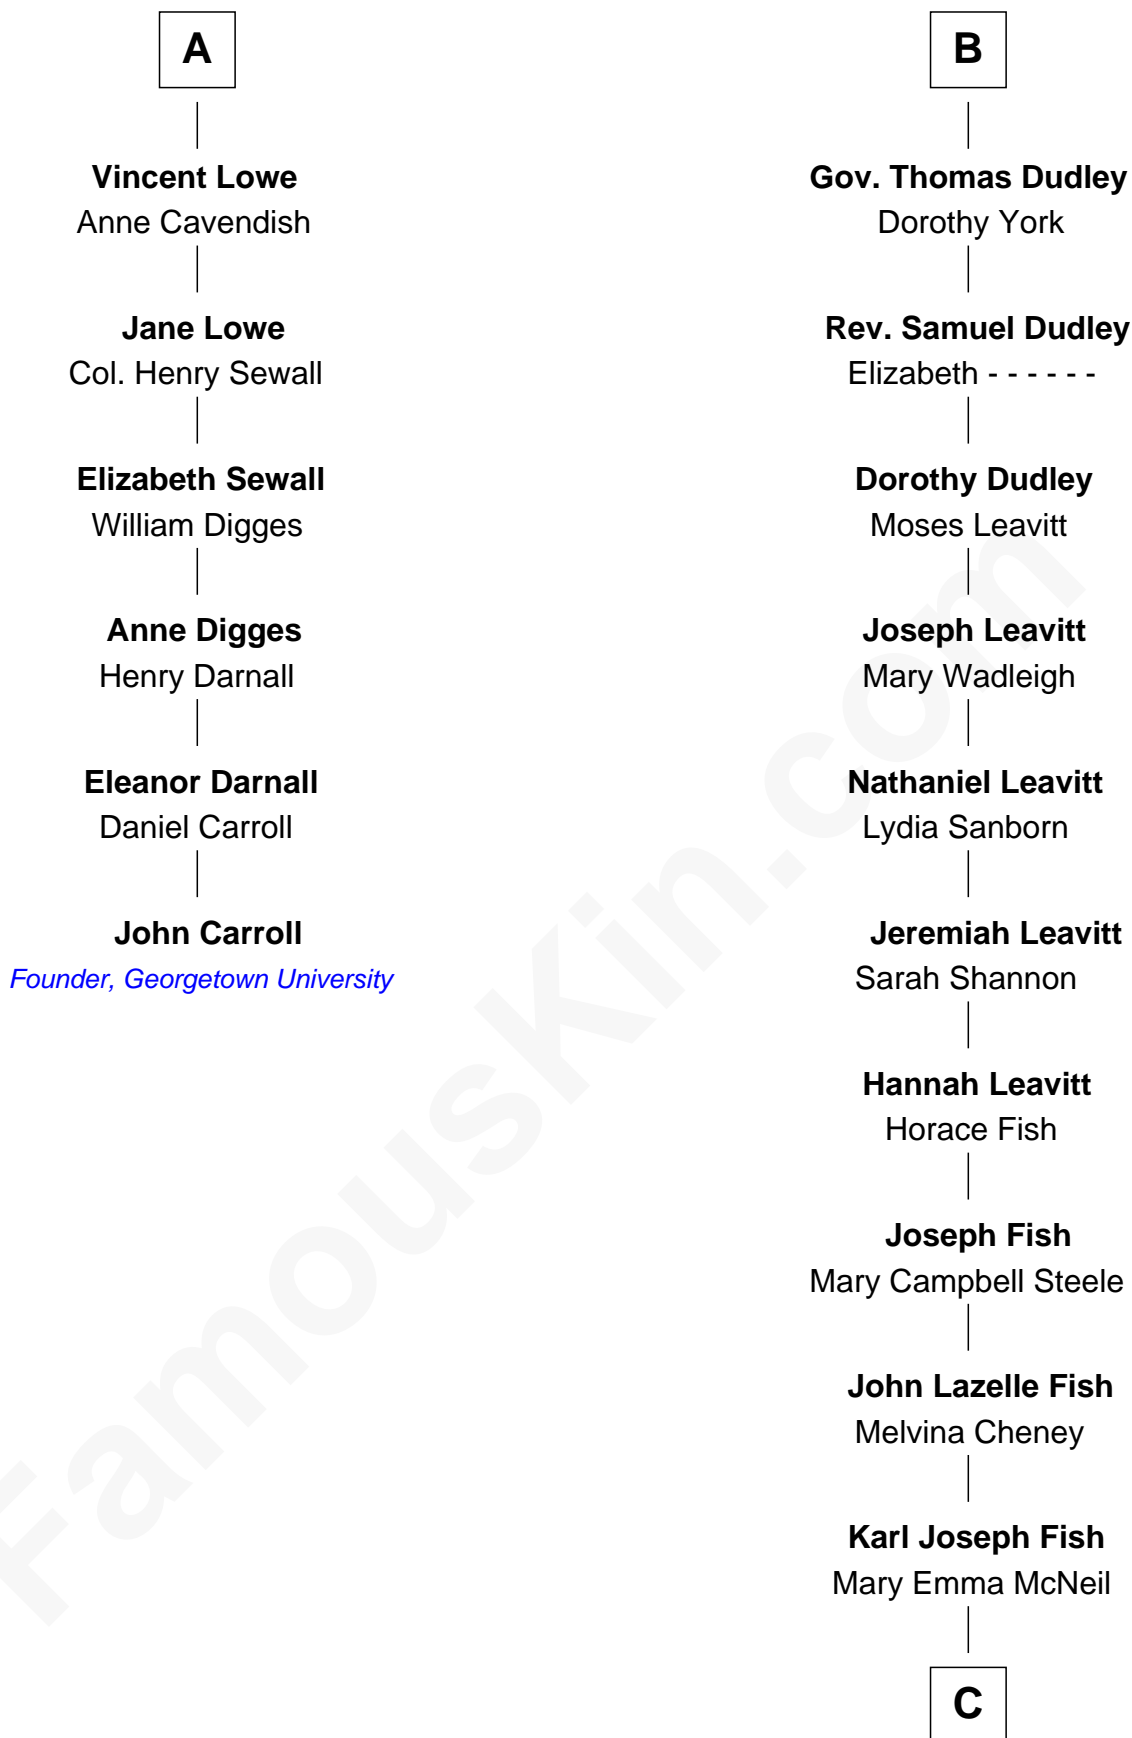 A
Vincent Lowe
Anne Cavendish
Jane Lowe
Col. Henry Sewall
Elizabeth Sewall
William Digges
Anne Digges
Henry Darnall
Eleanor Darnall
Daniel Carroll
John Carroll
Founder, Georgetown University
B
Gov. Thomas Dudley
Dorothy York
Rev. Samuel Dudley
Elizabeth - - - - - -
Dorothy Dudley
Moses Leavitt
Joseph Leavitt
Mary Wadleigh
Nathaniel Leavitt
Lydia Sanborn
Jeremiah Leavitt
Sarah Shannon
Hannah Leavitt
Horace Fish
Joseph Fish
Mary Campbell Steele
John Lazelle Fish
Melvina Cheney
Karl Joseph Fish
Mary Emma McNeil
C
FamousKin.com